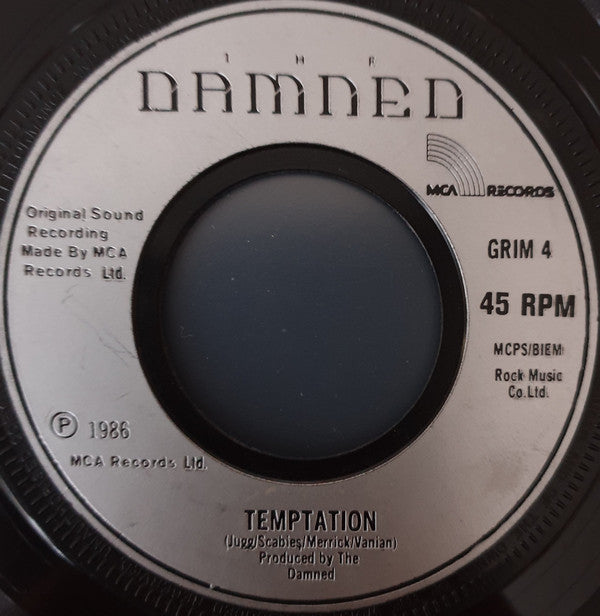 THE
DAMNED
MCA RECORDS
Original Sound
Recording
Made By MCA
Records Ltd.
GRIM 4
45 RPM
MCPS/BIEM
Rock Music
Co.Ltd.
Ⓟ 1986
MCA Records Ltd.
TEMPTATION
(Jugg/Scabies/Merrick/Vanian)
Produced by The
Damned